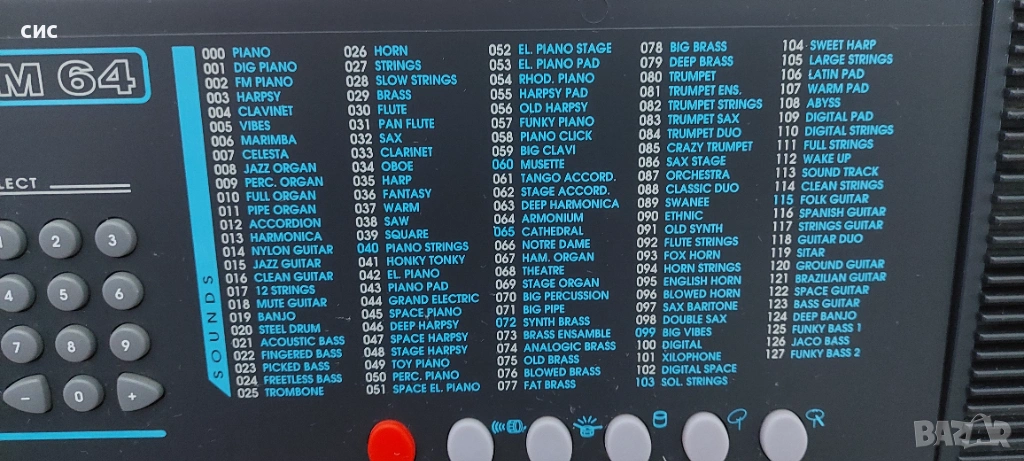 сис
M 64
LECT
1 2 3
4 5 6
7 8 9
- 0 +
SOUNDS
000 PIANO
001 DIG PIANO
002 FM PIANO
003 HARPSY
004 CLAVINET
005 VIBES
006 MARIMBA
007 CELESTA
008 JAZZ ORGAN
009 PERC. ORGAN
010 FULL ORGAN
011 PIPE ORGAN
012 ACCORDION
013 HARMONICA
014 NYLON GUITAR
015 JAZZ GUITAR
016 CLEAN GUITAR
017 12 STRINGS
018 MUTE GUITAR
019 BANJO
020 STEEL DRUM
021 ACOUSTIC BASS
022 FINGERED BASS
023 PICKED BASS
024 FREETLESS BASS
025 TROMBONE
026 HORN
027 STRINGS
028 SLOW STRINGS
029 BRASS
030 FLUTE
031 PAN FLUTE
032 SAX
033 CLARINET
034 OBOE
035 HARP
036 FANTASY
037 WARM
038 SAW
039 SQUARE
040 PIANO STRINGS
041 HONKY TONKY
042 EL. PIANO
043 PIANO PAD
044 GRAND ELECTRIC
045 SPACE PIANO
046 DEEP HARPSY
047 SPACE HARPSY
048 STAGE HARPSY
049 TOY PIANO
050 PERC. PIANO
051 SPACE EL. PIANO
052 EL. PIANO STAGE
053 EL. PIANO PAD
054 RHOD. PIANO
055 HARPSY PAD
056 OLD HARPSY
057 FUNKY PIANO
058 PIANO CLICK
059 BIG CLAVI
060 MUSETTE
061 TANGO ACCORD.
062 STAGE ACCORD.
063 DEEP HARMONICA
064 ARMONIUM
065 CATHEDRAL
066 NOTRE DAME
067 HAM. ORGAN
068 THEATRE
069 STAGE ORGAN
070 BIG PERCUSSION
071 BIG PIPE
072 SYNTH BRASS
073 BRASS ENSAMBLE
074 ANALOGIC BRASS
075 OLD BRASS
076 BLOWED BRASS
077 FAT BRASS
078 BIG BRASS
079 DEEP BRASS
080 TRUMPET
081 TRUMPET ENS.
082 TRUMPET STRINGS
083 TRUMPET SAX
084 TRUMPET DUO
085 CRAZY TRUMPET
086 SAX STAGE
087 ORCHESTRA
088 CLASSIC DUO
089 SWANEE
090 ETHNIC
091 OLD SYNTH
092 FLUTE STRINGS
093 FOX HORN
094 HORN STRINGS
095 ENGLISH HORN
096 BLOWED HORN
097 SAX BARITONE
098 DOUBLE SAX
099 BIG VIBES
100 DIGITAL
101 XILOPHONE
102 DIGITAL SPACE
103 SOL. STRINGS
104 SWEET HARP
105 LARGE STRINGS
106 LATIN PAD
107 WARM PAD
108 ABYSS
109 DIGITAL PAD
110 DIGITAL STRINGS
111 FULL STRINGS
112 WAKE UP
113 SOUND TRACK
114 CLEAN STRINGS
115 FOLK GUITAR
116 SPANISH GUITAR
117 STRINGS GUITAR
118 GUITAR DUO
119 SITAR
120 GROUND GUITAR
121 BRAZILIAN GUITAR
122 SPACE GUITAR
123 BASS GUITAR
124 DEEP BANJO
125 FUNKY BASS 1
126 JACO BASS
127 FUNKY BASS 2
BAZAR